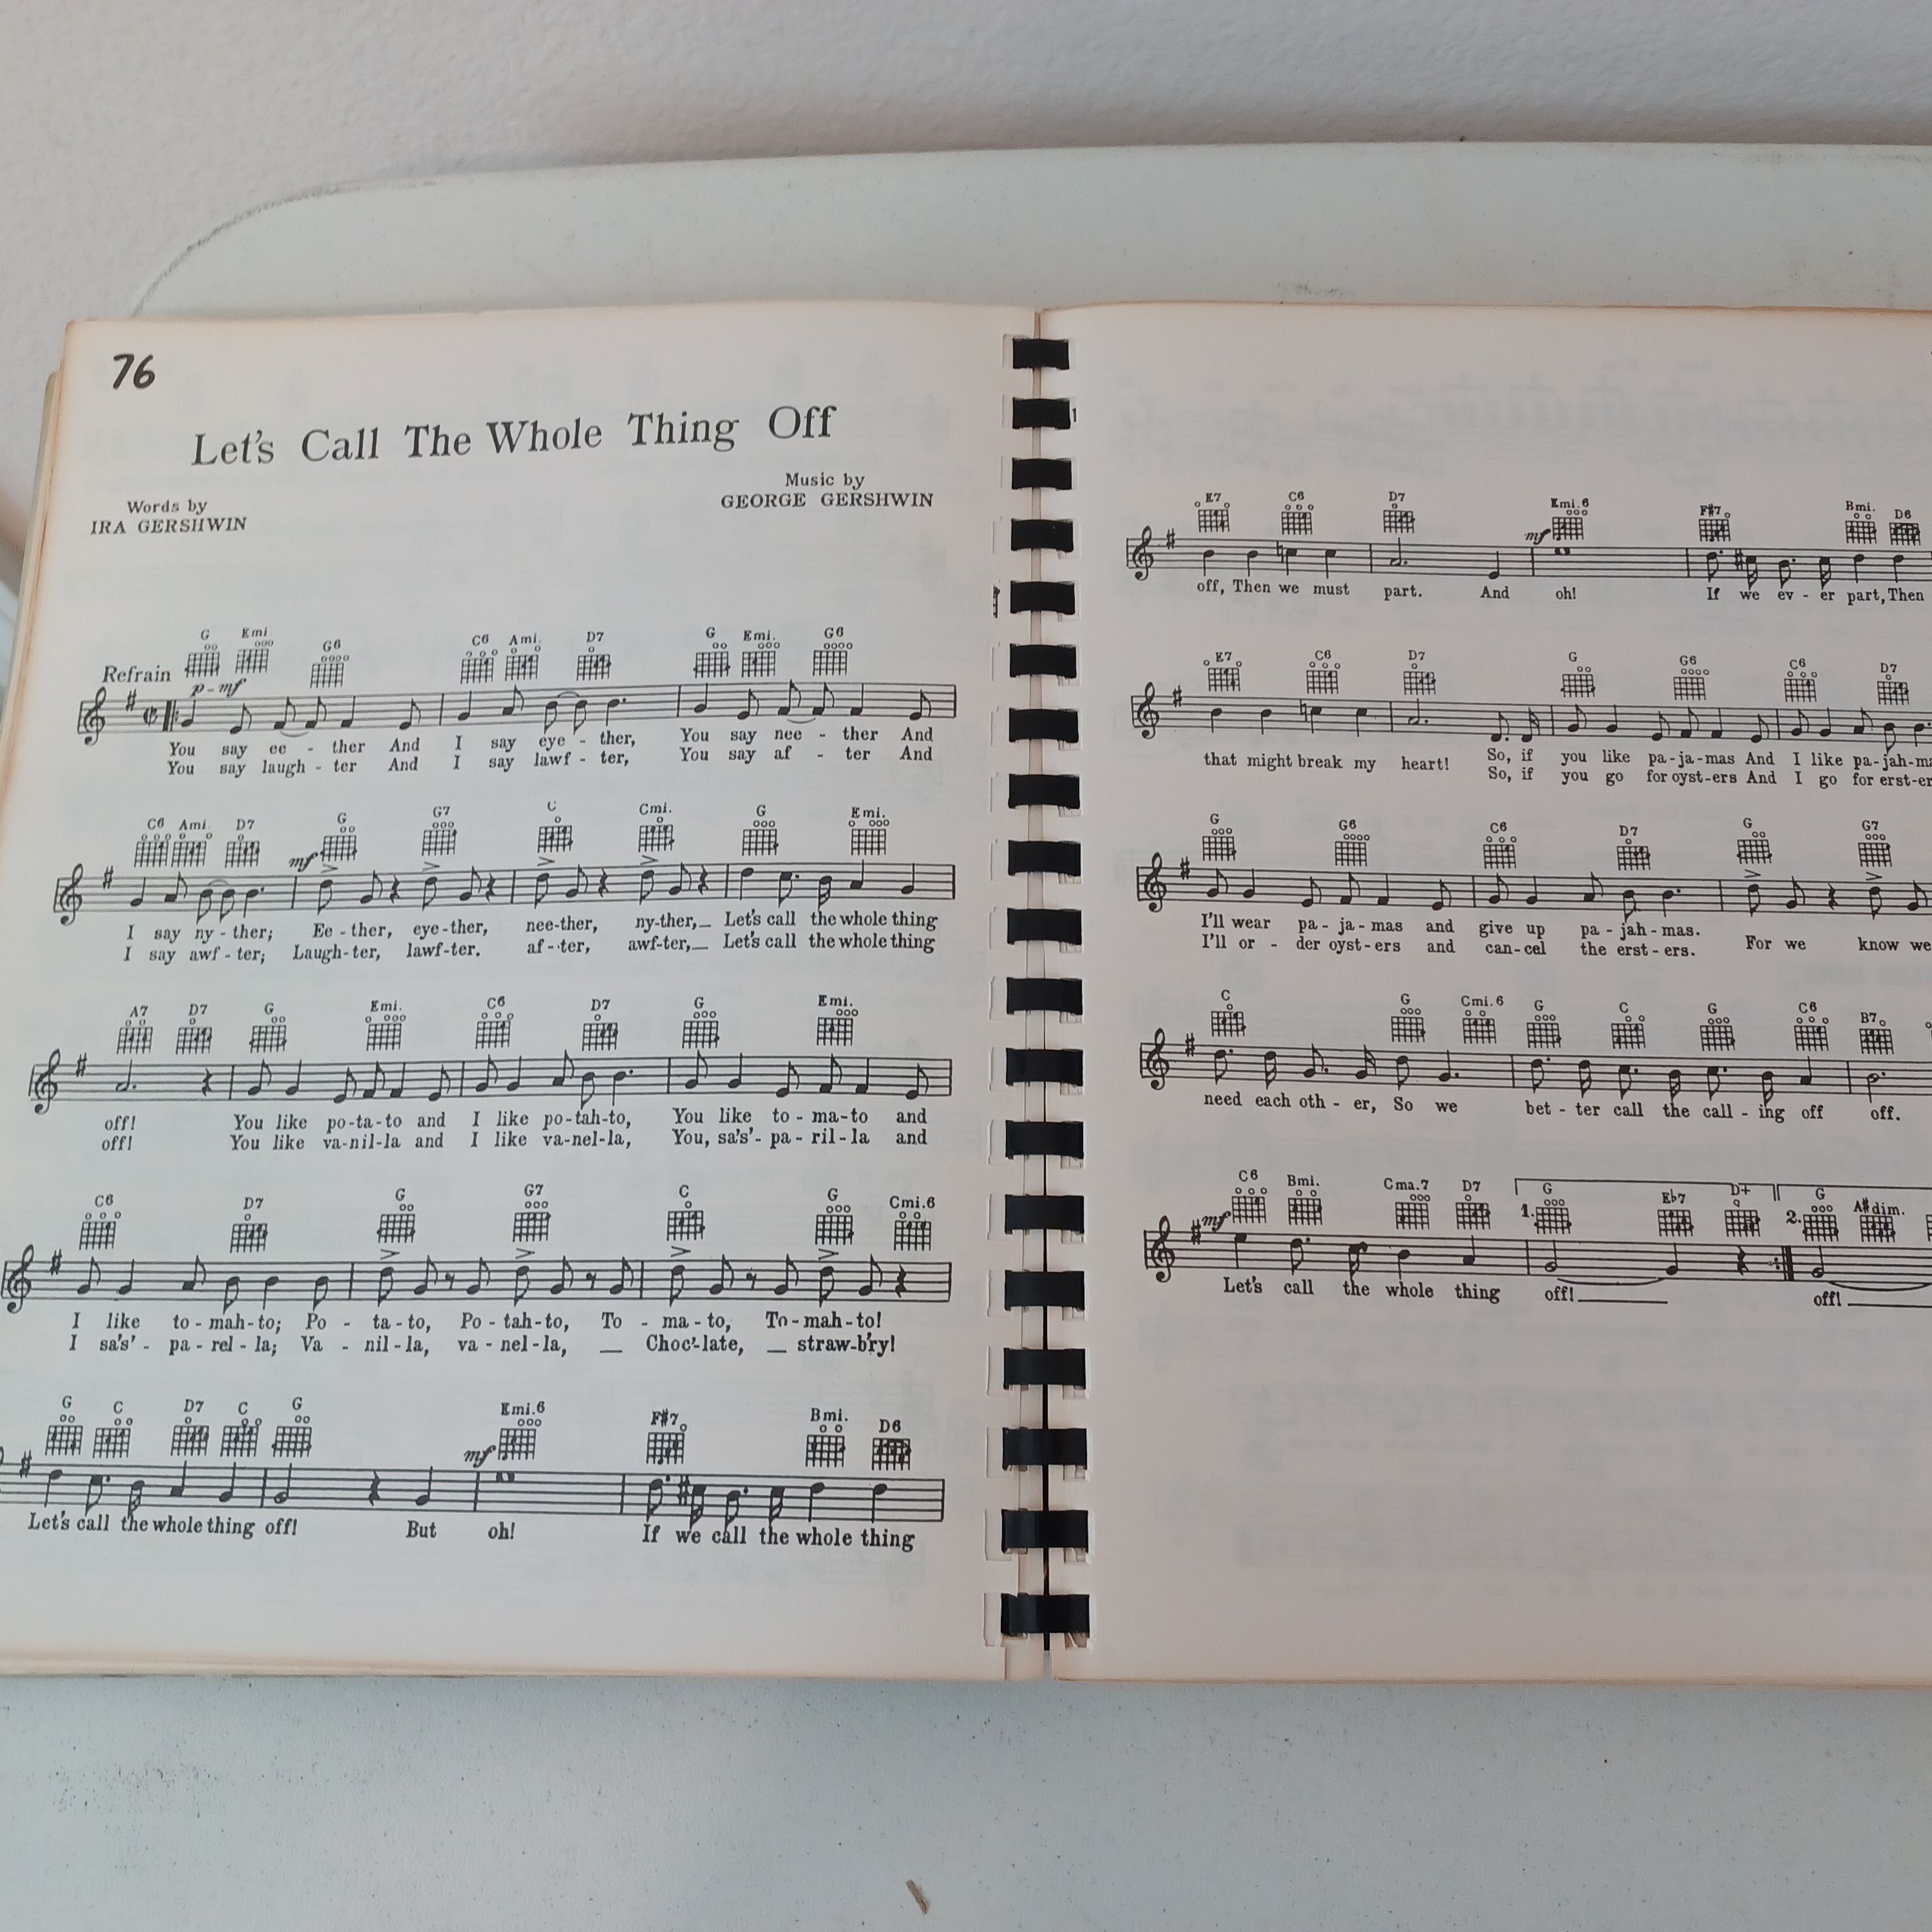 76
Let's Call The Whole Thing Off
Words by
IRA GERSHWIN
Music by
GEORGE GERSHWIN
G Emi G6 C6 Ami. D7 G Emi. G6
Refrain
p-mf
You say ee - ther And I say eye - ther, You say nee - ther And
You say laugh - ter And I say lawf - ter, You say af - ter And
C6 Ami. D7 G G7 C Cmi. G Emi.
mf
I say ny - ther; Ee - ther, eye - ther, nee-ther, ny-ther,_ Let's call the whole thing
I say awf - ter; Laugh-ter, lawf-ter. af - ter, awf-ter,_ Let's call the whole thing
A7 D7 G Emi. C6 D7 G Emi.
off! You like po-ta-to and I like po-tah-to, You like to - ma-to and
off! You like va-nil-la and I like va-nel-la, You, sa's'- pa - ril - la and
C6 D7 G G7 C G Cmi.6
I like to - mah-to; Po - ta - to, Po - tah-to, To - ma - to, To - mah-to!
I sa's' - pa - rel - la; Va - nil - la, va - nel - la, _ Choc'-late, _ straw-b'ry!
G C D7 C G Emi.6 F#7 Bmi. D6
mf
Let's call the whole thing off! But oh! If we call the whole thing
E7 C6 D7 Emi.6 F#7 Bmi. D6
mf
off, Then we must part. And oh! If we ev - er part, Then
E7 C6 D7 G G6 C6 D7
that might break my heart! So, if you like pa-ja-mas And I like pa-jah-ma
So, if you go for oyst-ers And I go for erst-er
G G6 C6 D7 G G7
I'll wear pa - ja - mas and give up pa - jah - mas.
I'll or - der oyst-ers and can-cel the erst-ers. For we know we
C G Cmi.6 G C G C6 B7
need each oth - er, So we bet - ter call the call - ing off off.
C6 Bmi. Cma.7 D7 1. G Eb7 D+ 2. G A#dim.
mf
Let's call the whole thing off! off!